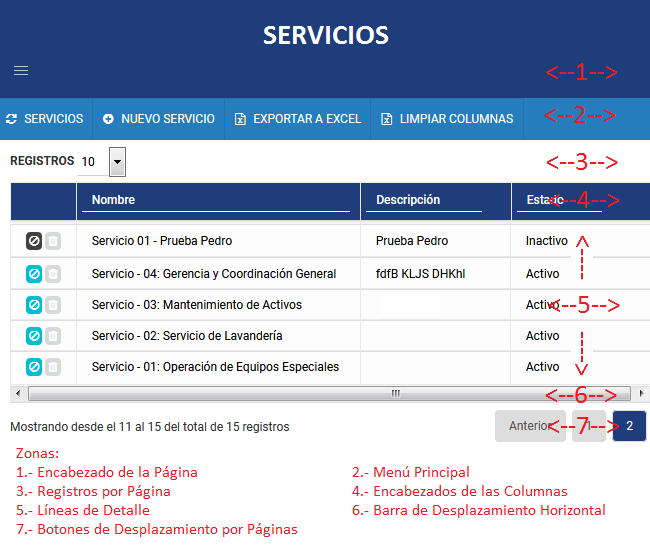 SERVICIOS
<--1-->
SERVICIOS NUEVO SERVICIO EXPORTAR A EXCEL LIMPIAR COLUMNAS <--2-->
REGISTROS 10 <--3-->
Nombre Descripción Estado <--4-->
Servicio 01 - Prueba Pedro Prueba Pedro Inactivo
Servicio - 04: Gerencia y Coordinación General fdfB KLJS DHKhl Activo
Servicio - 03: Mantenimiento de Activos Activo <--5-->
Servicio - 02: Servicio de Lavandería Activo
Servicio - 01: Operación de Equipos Especiales Activo
<--6-->
Mostrando desde el 11 al 15 del total de 15 registros Anterior <--7--> 1 2
Zonas:
1.- Encabezado de la Página 2.- Menú Principal
3.- Registros por Página 4.- Encabezados de las Columnas
5.- Líneas de Detalle 6.- Barra de Desplazamiento Horizontal
7.- Botones de Desplazamiento por Páginas